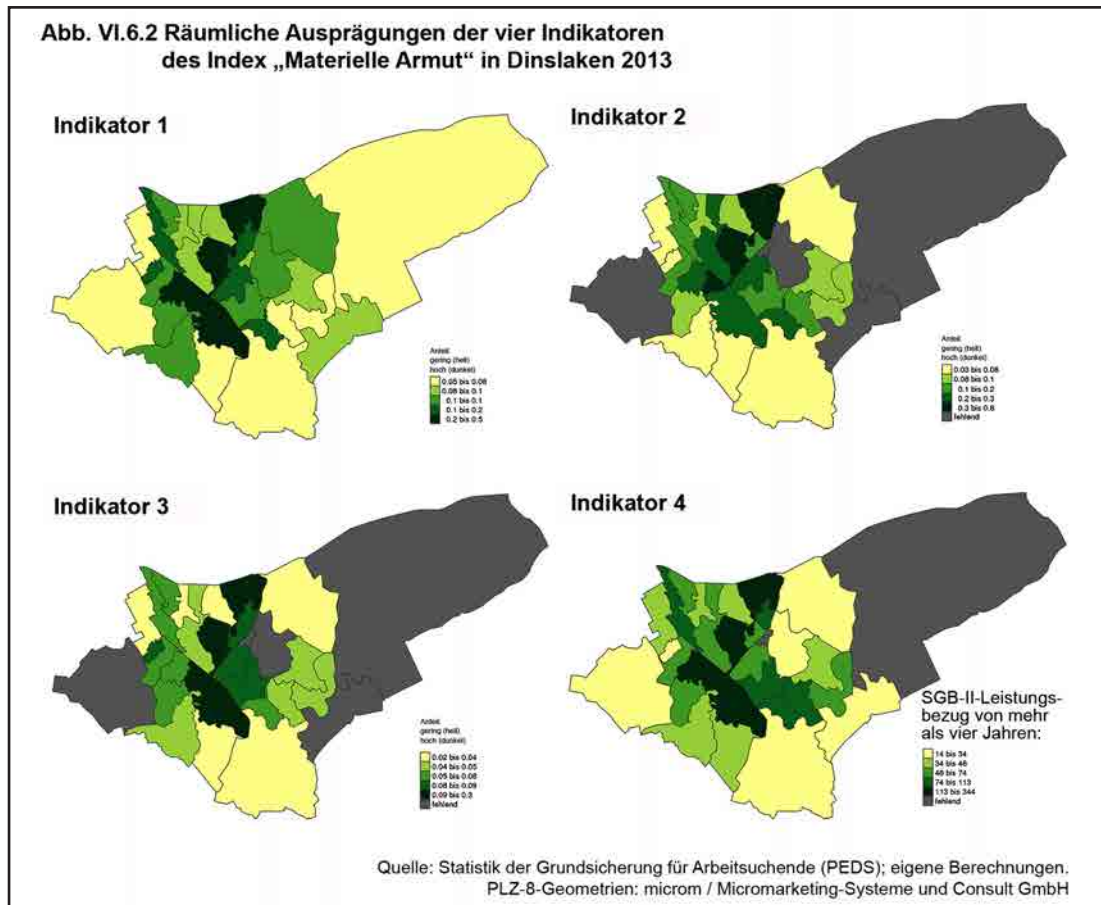 Abb. VI.6.2 Räumliche Ausprägungen der vier Indikatoren
des Index „Materielle Armut“ in Dinslaken 2013
Indikator 1
Anteil
gering (hell)
hoch (dunkel)
0.05 bis 0.08
0.08 bis 0.1
0.1 bis 0.1
0.1 bis 0.2
0.2 bis 0.5
Indikator 2
Anteil
gering (hell)
hoch (dunkel)
0.03 bis 0.08
0.08 bis 0.1
0.1 bis 0.2
0.2 bis 0.3
0.3 bis 0.6
fehlend
Indikator 3
Anteil
gering (hell)
hoch (dunkel)
0.02 bis 0.04
0.04 bis 0.05
0.05 bis 0.08
0.08 bis 0.09
0.09 bis 0.3
fehlend
Indikator 4
SGB-II-Leistungs-
bezug von mehr
als vier Jahren:
14 bis 34
34 bis 48
48 bis 74
74 bis 113
113 bis 344
fehlend
Quelle: Statistik der Grundsicherung für Arbeitsuchende (PEDS); eigene Berechnungen.
PLZ-8-Geometrien: microm / Micromarketing-Systeme und Consult GmbH